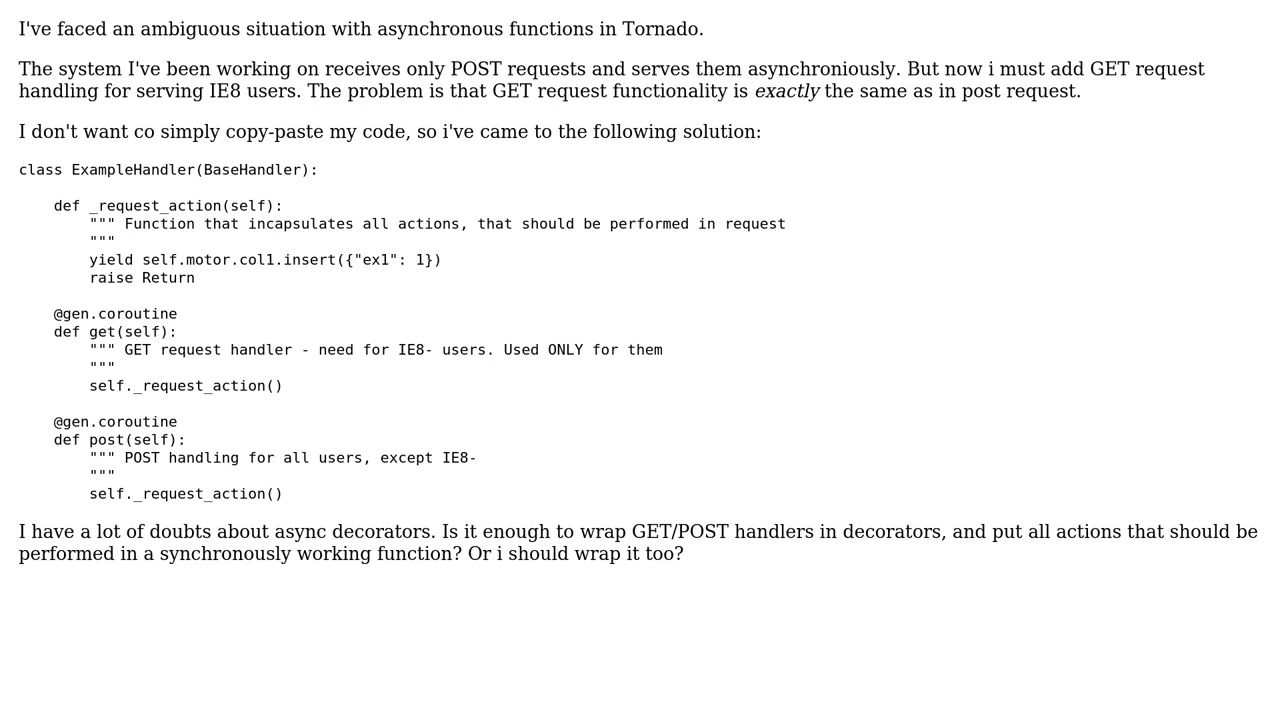 I've faced an ambiguous situation with asynchronous functions in Tornado.
The system I've been working on receives only POST requests and serves them asynchroniously. But now i must add GET request
handling for serving IE8 users. The problem is that GET request functionality is exactly the same as in post request.
I don't want co simply copy-paste my code, so i've came to the following solution:
class ExampleHandler(BaseHandler):
    def _request_action(self):
        """ Function that incapsulates all actions, that should be performed in request
        """
        yield self.motor.col1.insert({"ex1": 1})
        raise Return
    @gen.coroutine
    def get(self):
        """ GET request handler - need for IE8- users. Used ONLY for them
        """
        self._request_action()
    @gen.coroutine
    def post(self):
        """ POST handling for all users, except IE8-
        """
        self._request_action()
I have a lot of doubts about async decorators. Is it enough to wrap GET/POST handlers in decorators, and put all actions that should be
performed in a synchronously working function? Or i should wrap it too?